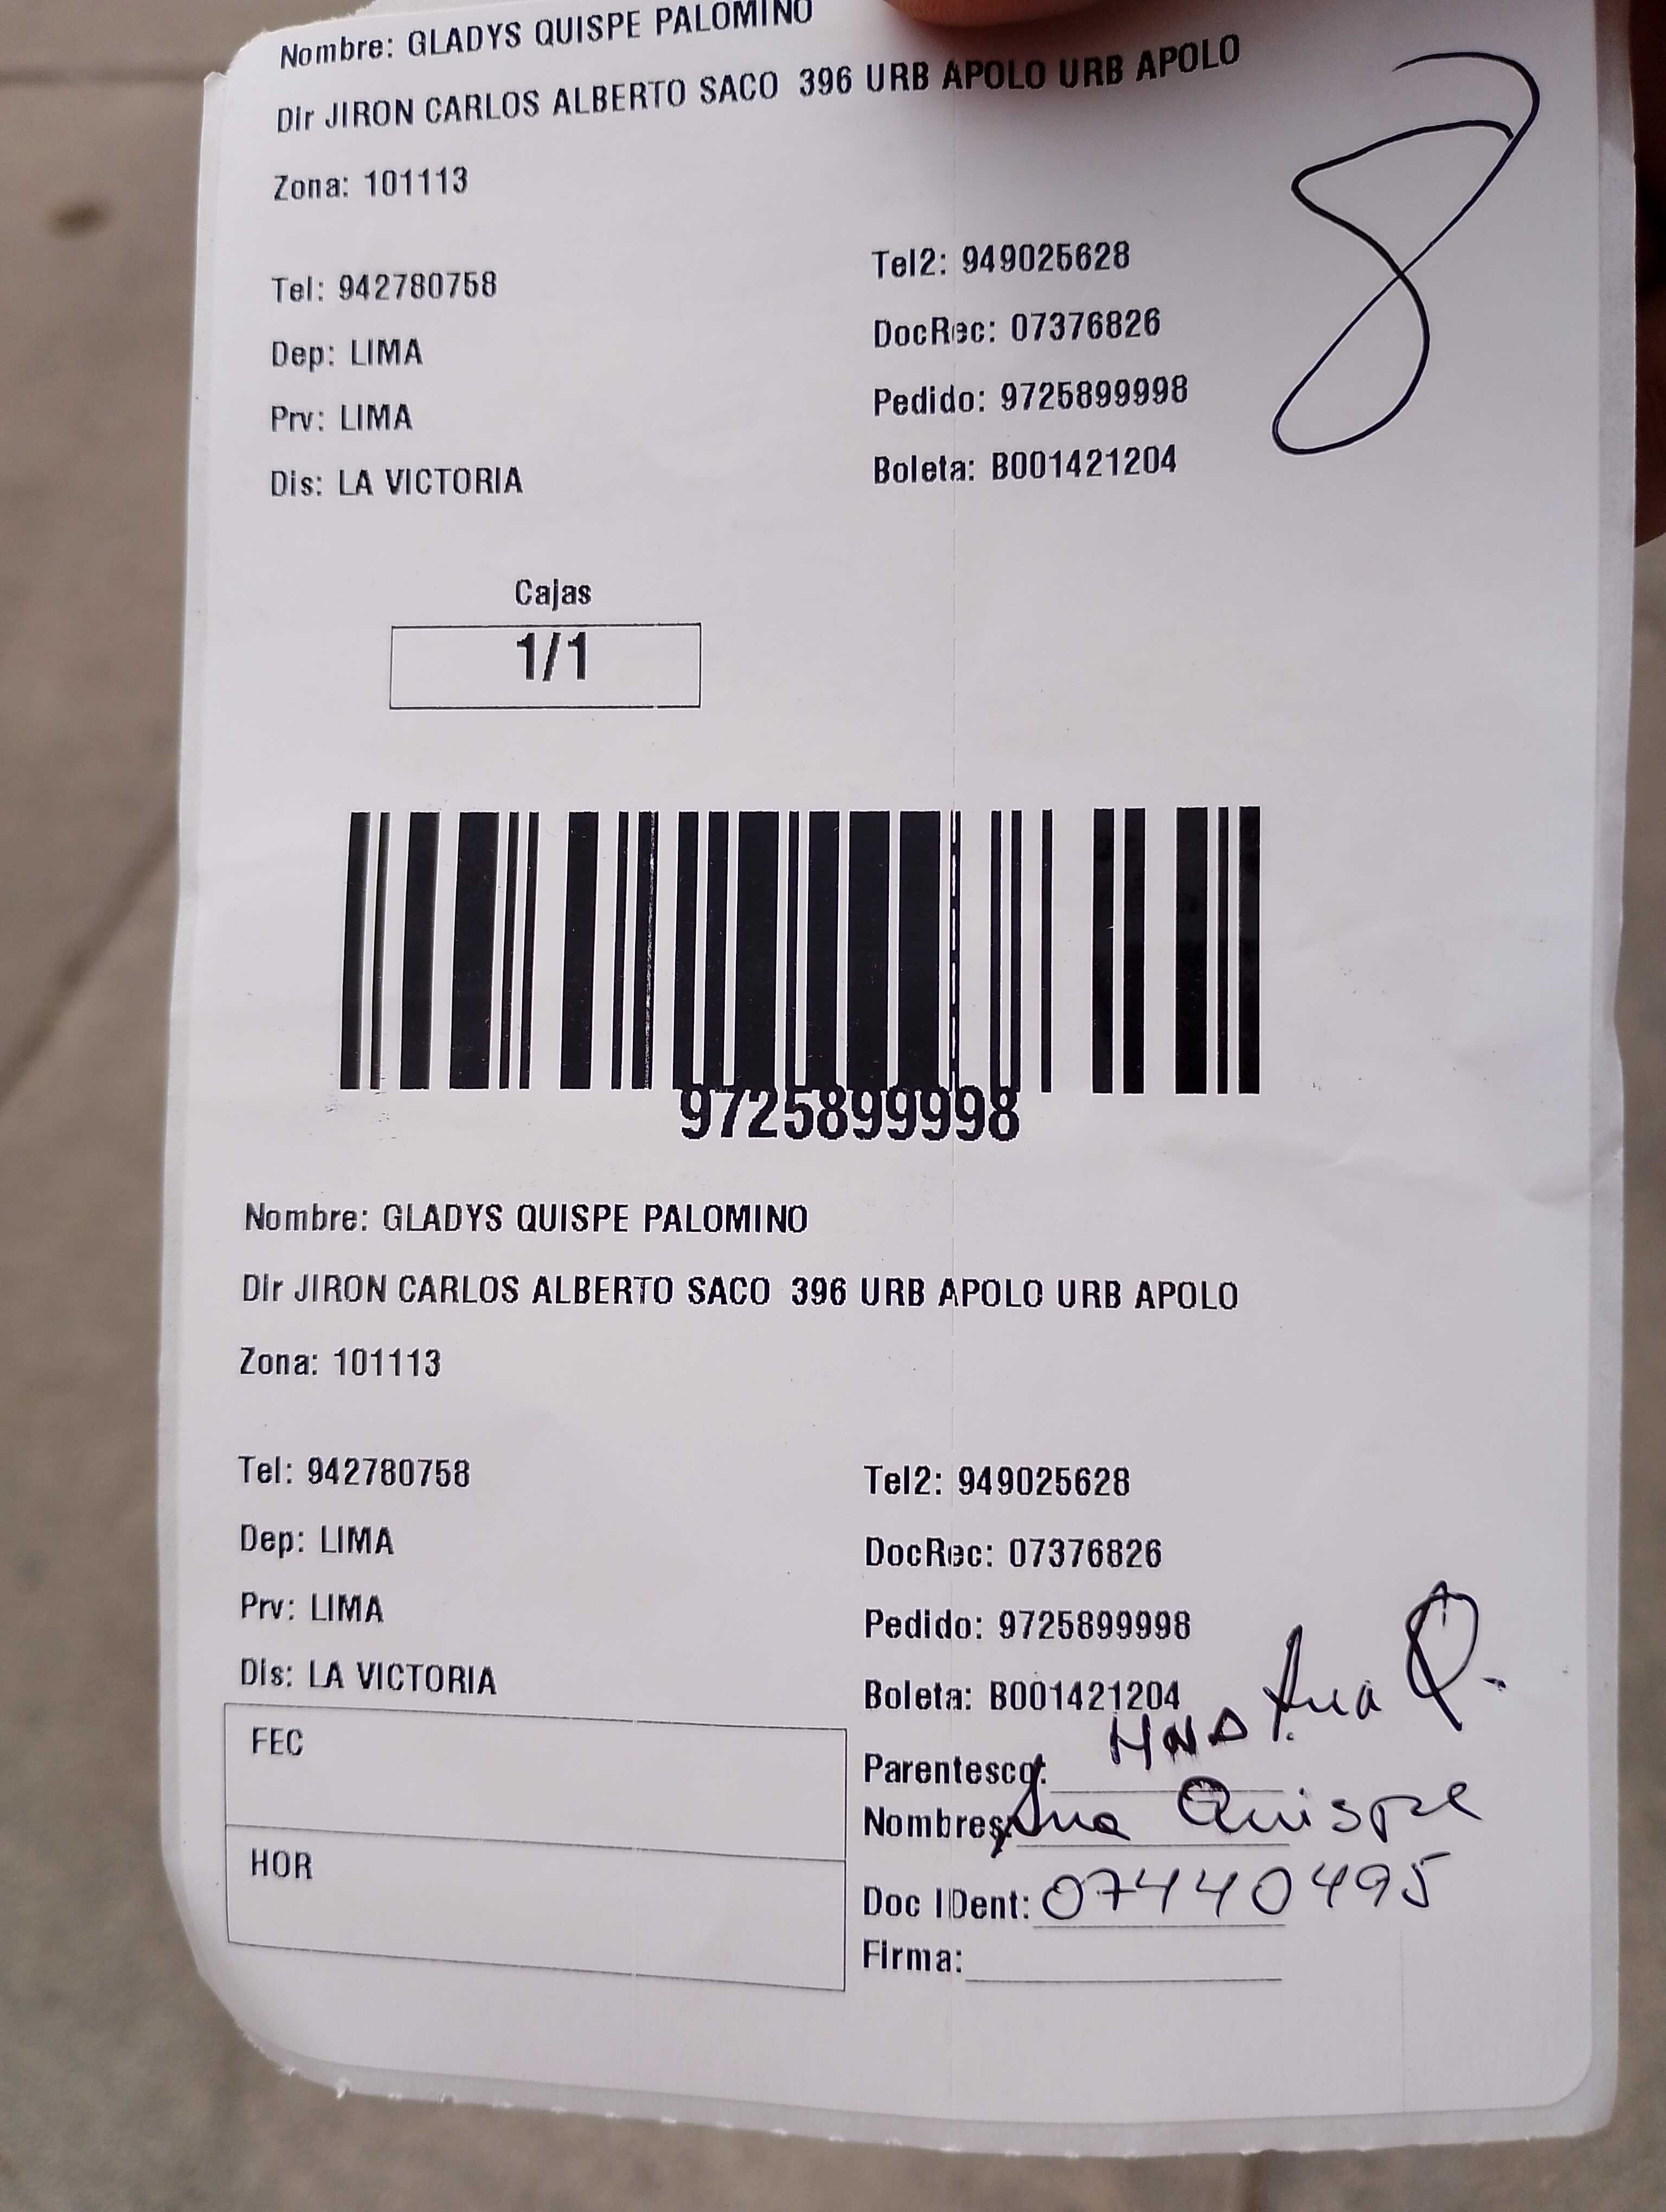 Nombre: GLADYS QUISPE PALOMINO
Dir JIRON CARLOS ALBERTO SACO 396 URB APOLO URB APOLO
Zona: 101113
8
Tel: 942780758
Tel2: 949025628
Dep: LIMA
DocRec: 07376826
Prv: LIMA
Pedido: 9725899998
Dis: LA VICTORIA
Boleta: B001421204
Cajas
1/1
9725899998
Nombre: GLADYS QUISPE PALOMINO
Dir JIRON CARLOS ALBERTO SACO 396 URB APOLO URB APOLO
Zona: 101113
Tel: 942780758
Tel2: 949025628
Dep: LIMA
DocRec: 07376826
Prv: LIMA
Pedido: 9725899998
Dis: LA VICTORIA
Boleta: B001421204
Ana Q.
FEC
Parentesco: HNA
Nombres: Ana Quispe
HOR
Doc IDent: 07440495
Firma: